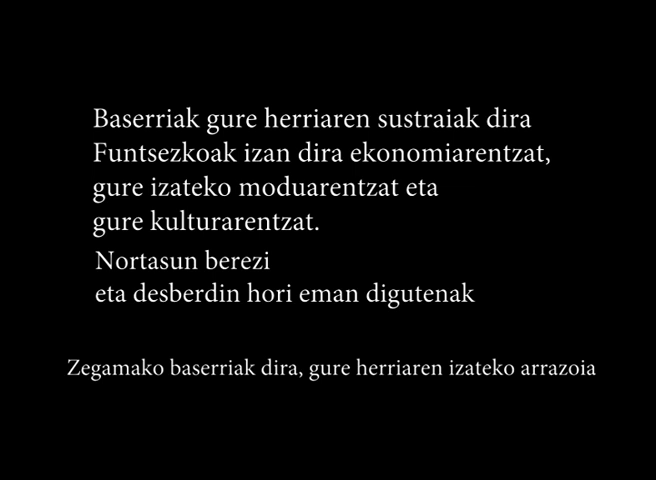 Baserriak gure herriaren sustraiak dira
Funtsezkoak izan dira ekonomiarentzat,
gure izateko moduarentzat eta
gure kulturarentzat.
Nortasun berezi
eta desberdin hori eman digutenak
Zegamako baserriak dira, gure herriaren izateko arrazoia